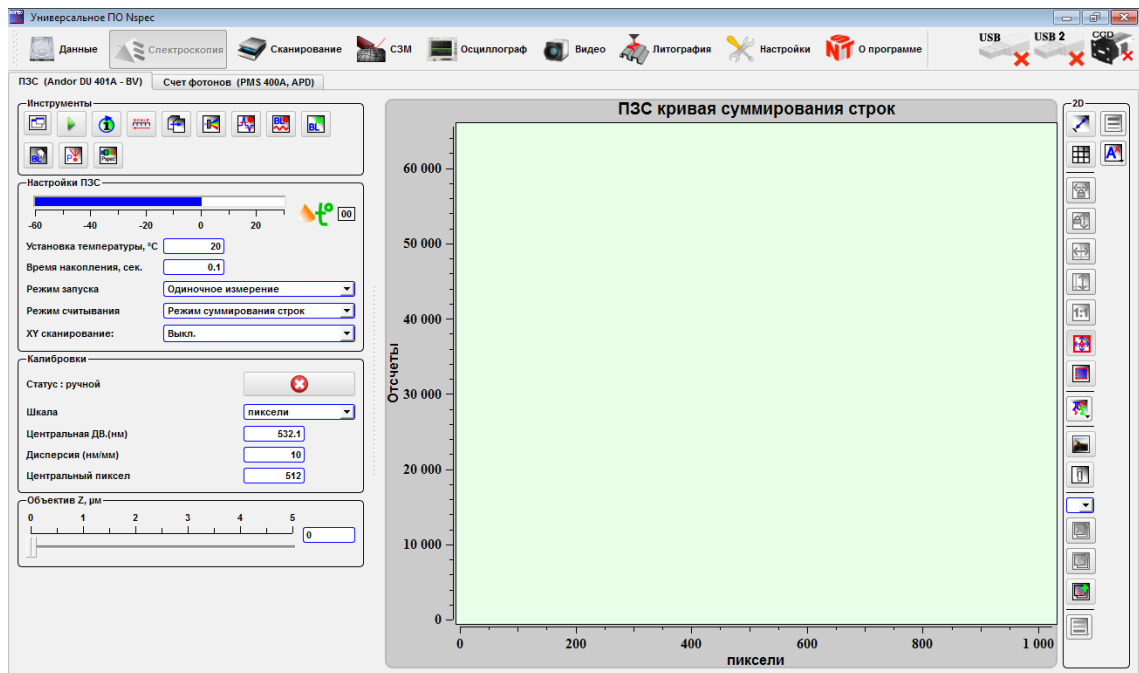 Универсальное ПО Nspec
Данные Спектроскопия Сканирование СЗМ Осциллограф Видео Литография Настройки О программе USB USB 2 CCD
ПЗС (Andor DU 401A - BV) Счет фотонов (PMS 400A, APD)
Инструменты
Настройки ПЗС
-60 -40 -20 0 20
t° 00
Установка температуры, °C 20
Время накопления, сек. 0.1
Режим запуска Одиночное измерение
Режим считывания Режим суммирования строк
XY сканирование: Выкл.
Калибровки
Статус : ручной
Шкала пиксели
Центральная ДВ.(нм) 532.1
Дисперсия (нм/мм) 10
Центральный пиксел 512
Объектив Z, µm
0 1 2 3 4 5
0
ПЗС кривая суммирования строк
Отсчеты
60 000
50 000
40 000
30 000
20 000
10 000
0
0 200 400 600 800 1 000
пиксели
2D
A
1:1